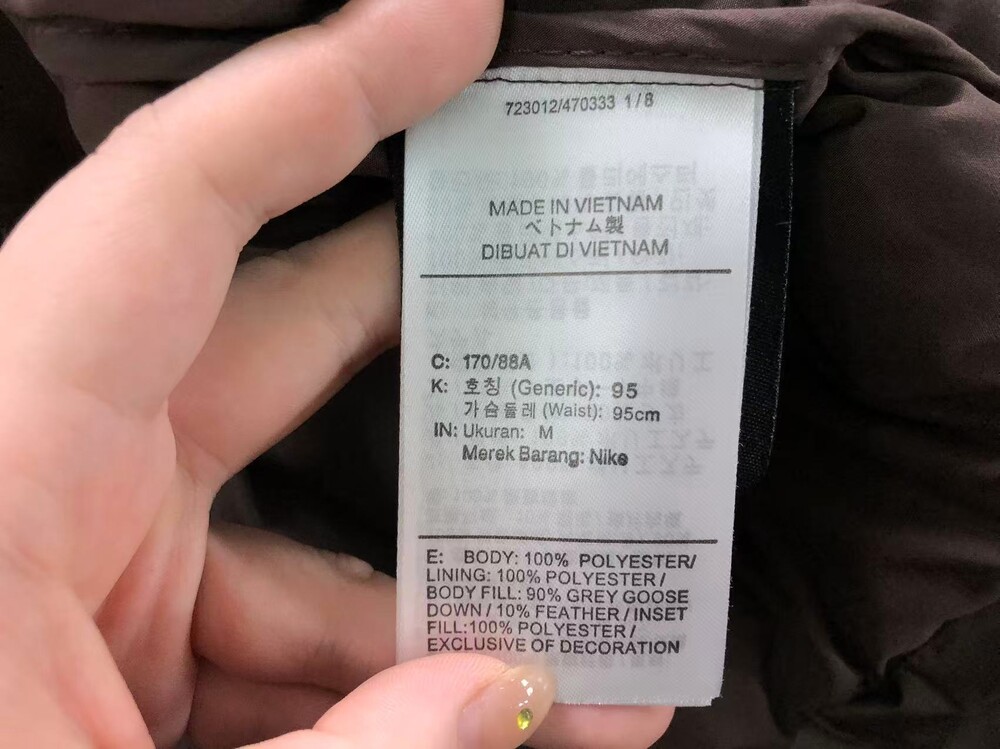 723012/470333 1/8
MADE IN VIETNAM
ベトナム製
DIBUAT DI VIETNAM
C: 170/88A
K: 호칭 (Generic): 95
가슴둘레 (Waist): 95cm
IN: Ukuran: M
Merek Barang: Nike
E: BODY: 100% POLYESTER/
LINING: 100% POLYESTER /
BODY FILL: 90% GREY GOOSE
DOWN / 10% FEATHER / INSET
FILL:100% POLYESTER /
EXCLUSIVE OF DECORATION